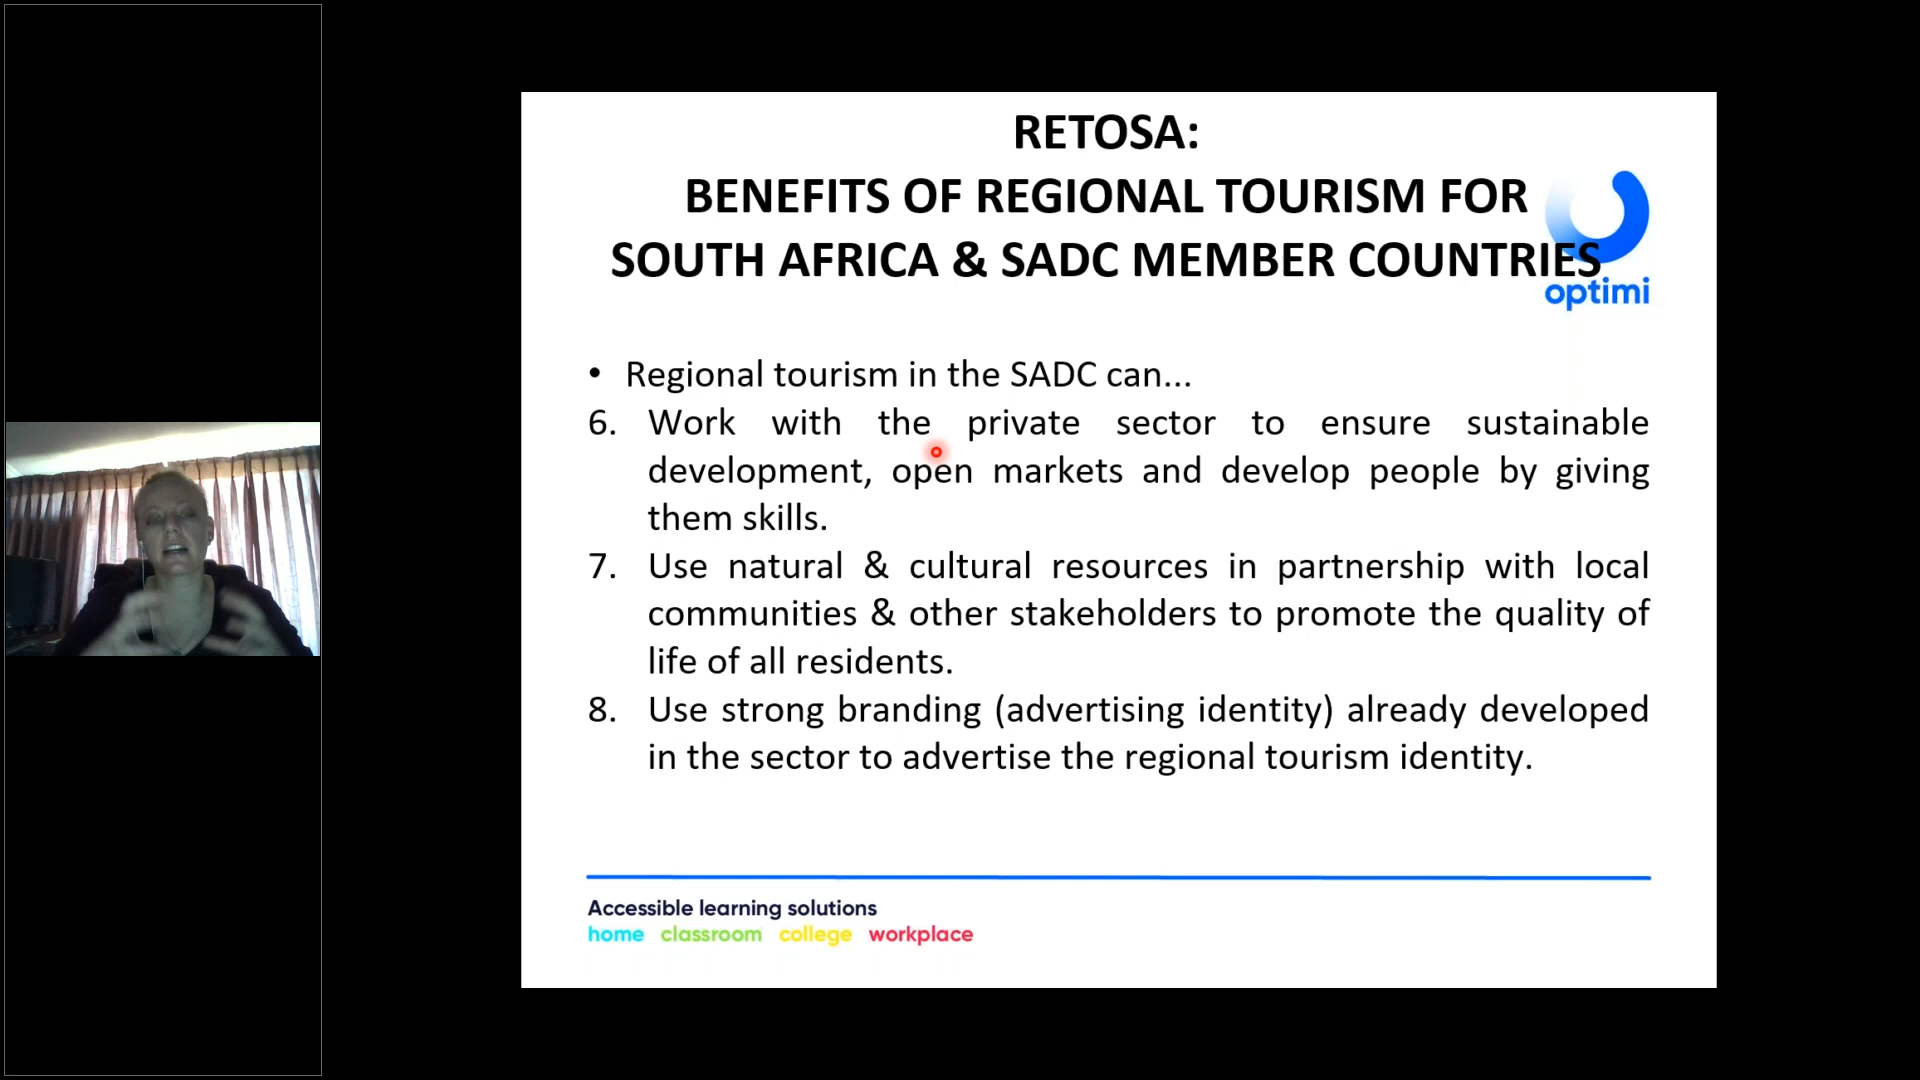 RETOSA:
BENEFITS OF REGIONAL TOURISM FOR
SOUTH AFRICA & SADC MEMBER COUNTRIES
optimi
• Regional tourism in the SADC can...
6. Work with the private sector to ensure sustainable
development, open markets and develop people by giving
them skills.
7. Use natural & cultural resources in partnership with local
communities & other stakeholders to promote the quality of
life of all residents.
8. Use strong branding (advertising identity) already developed
in the sector to advertise the regional tourism identity.
Accessible learning solutions
home classroom college workplace